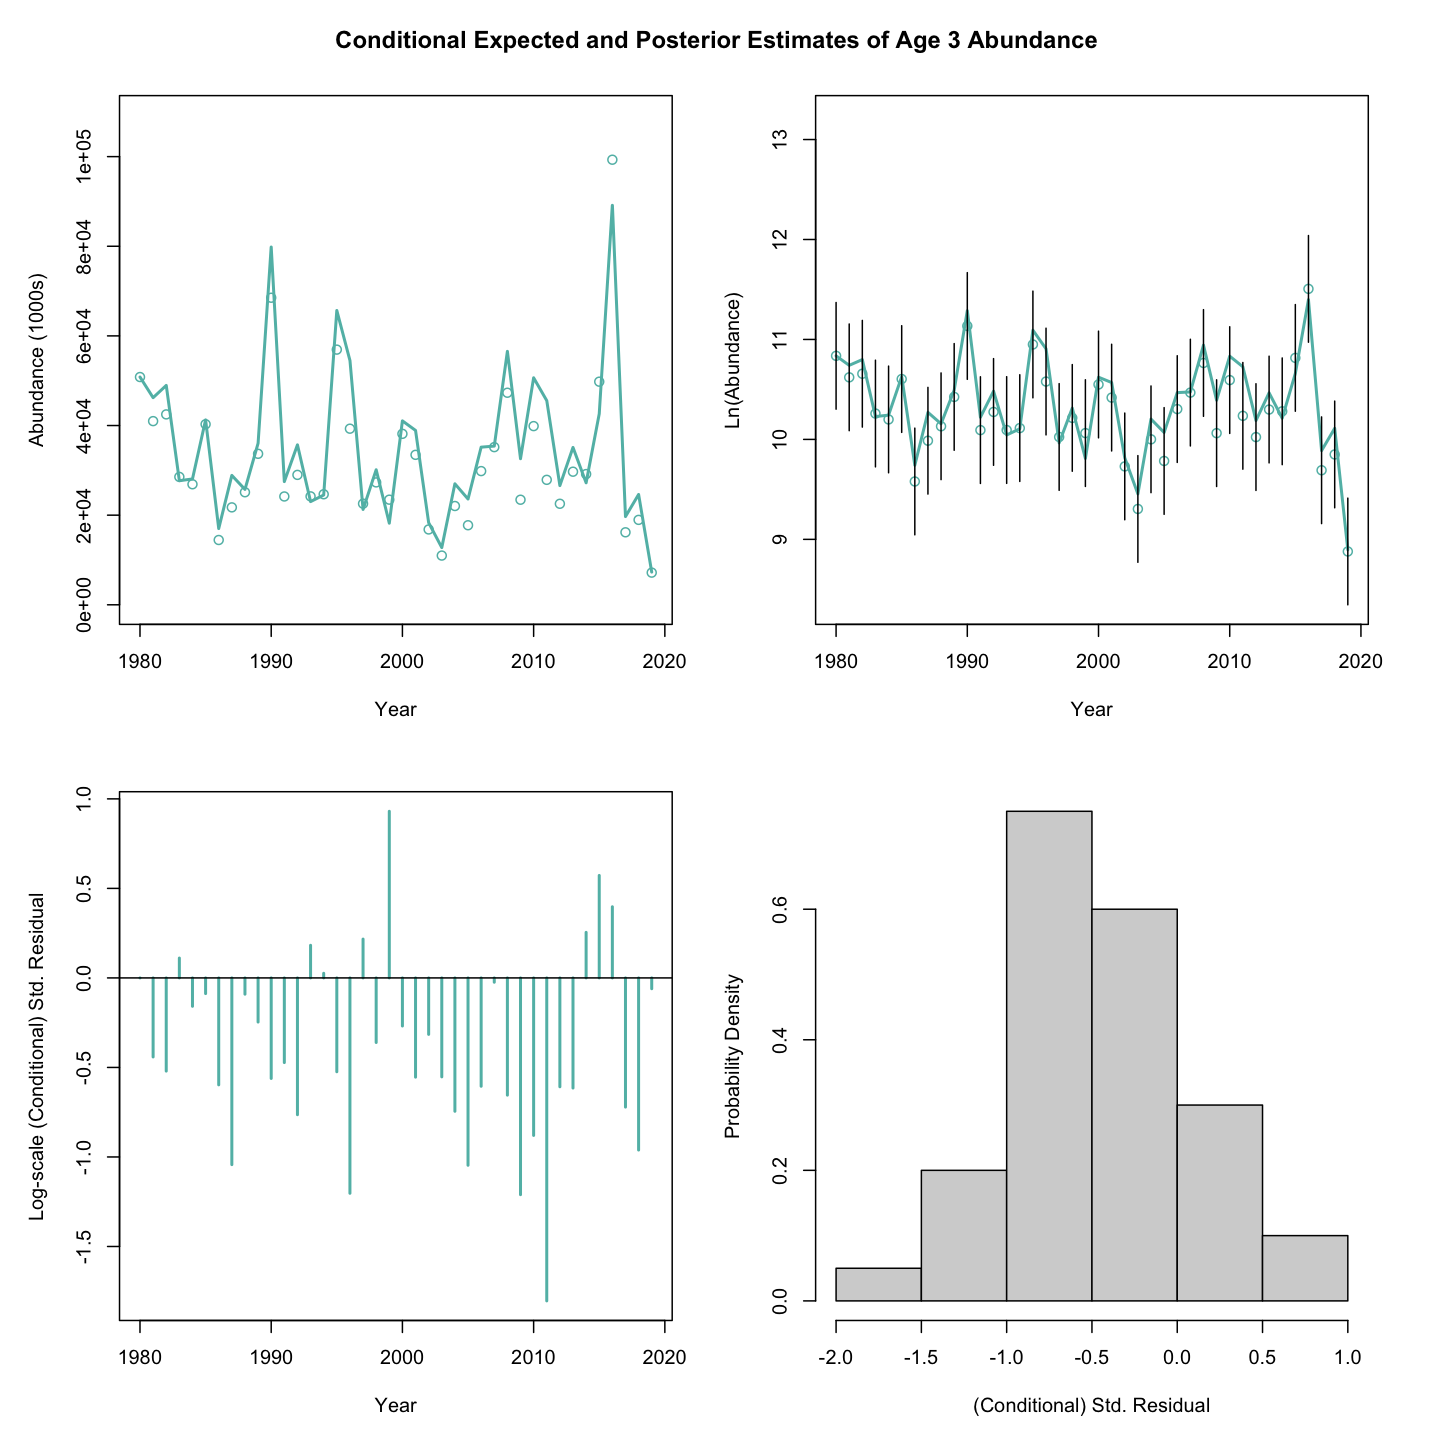 Conditional Expected and Posterior Estimates of Age 3 Abundance
Abundance (1000s)
1e+05
8e+04
6e+04
4e+04
2e+04
0e+00
1980 1990 2000 2010 2020
Year
Ln(Abundance)
13
12
11
10
9
1980 1990 2000 2010 2020
Year
Log-scale (Conditional) Std. Residual
1.0
0.5
0.0
-0.5
-1.0
-1.5
1980 1990 2000 2010 2020
Year
Probability Density
0.6
0.4
0.2
0.0
-2.0 -1.5 -1.0 -0.5 0.0 0.5 1.0
(Conditional) Std. Residual